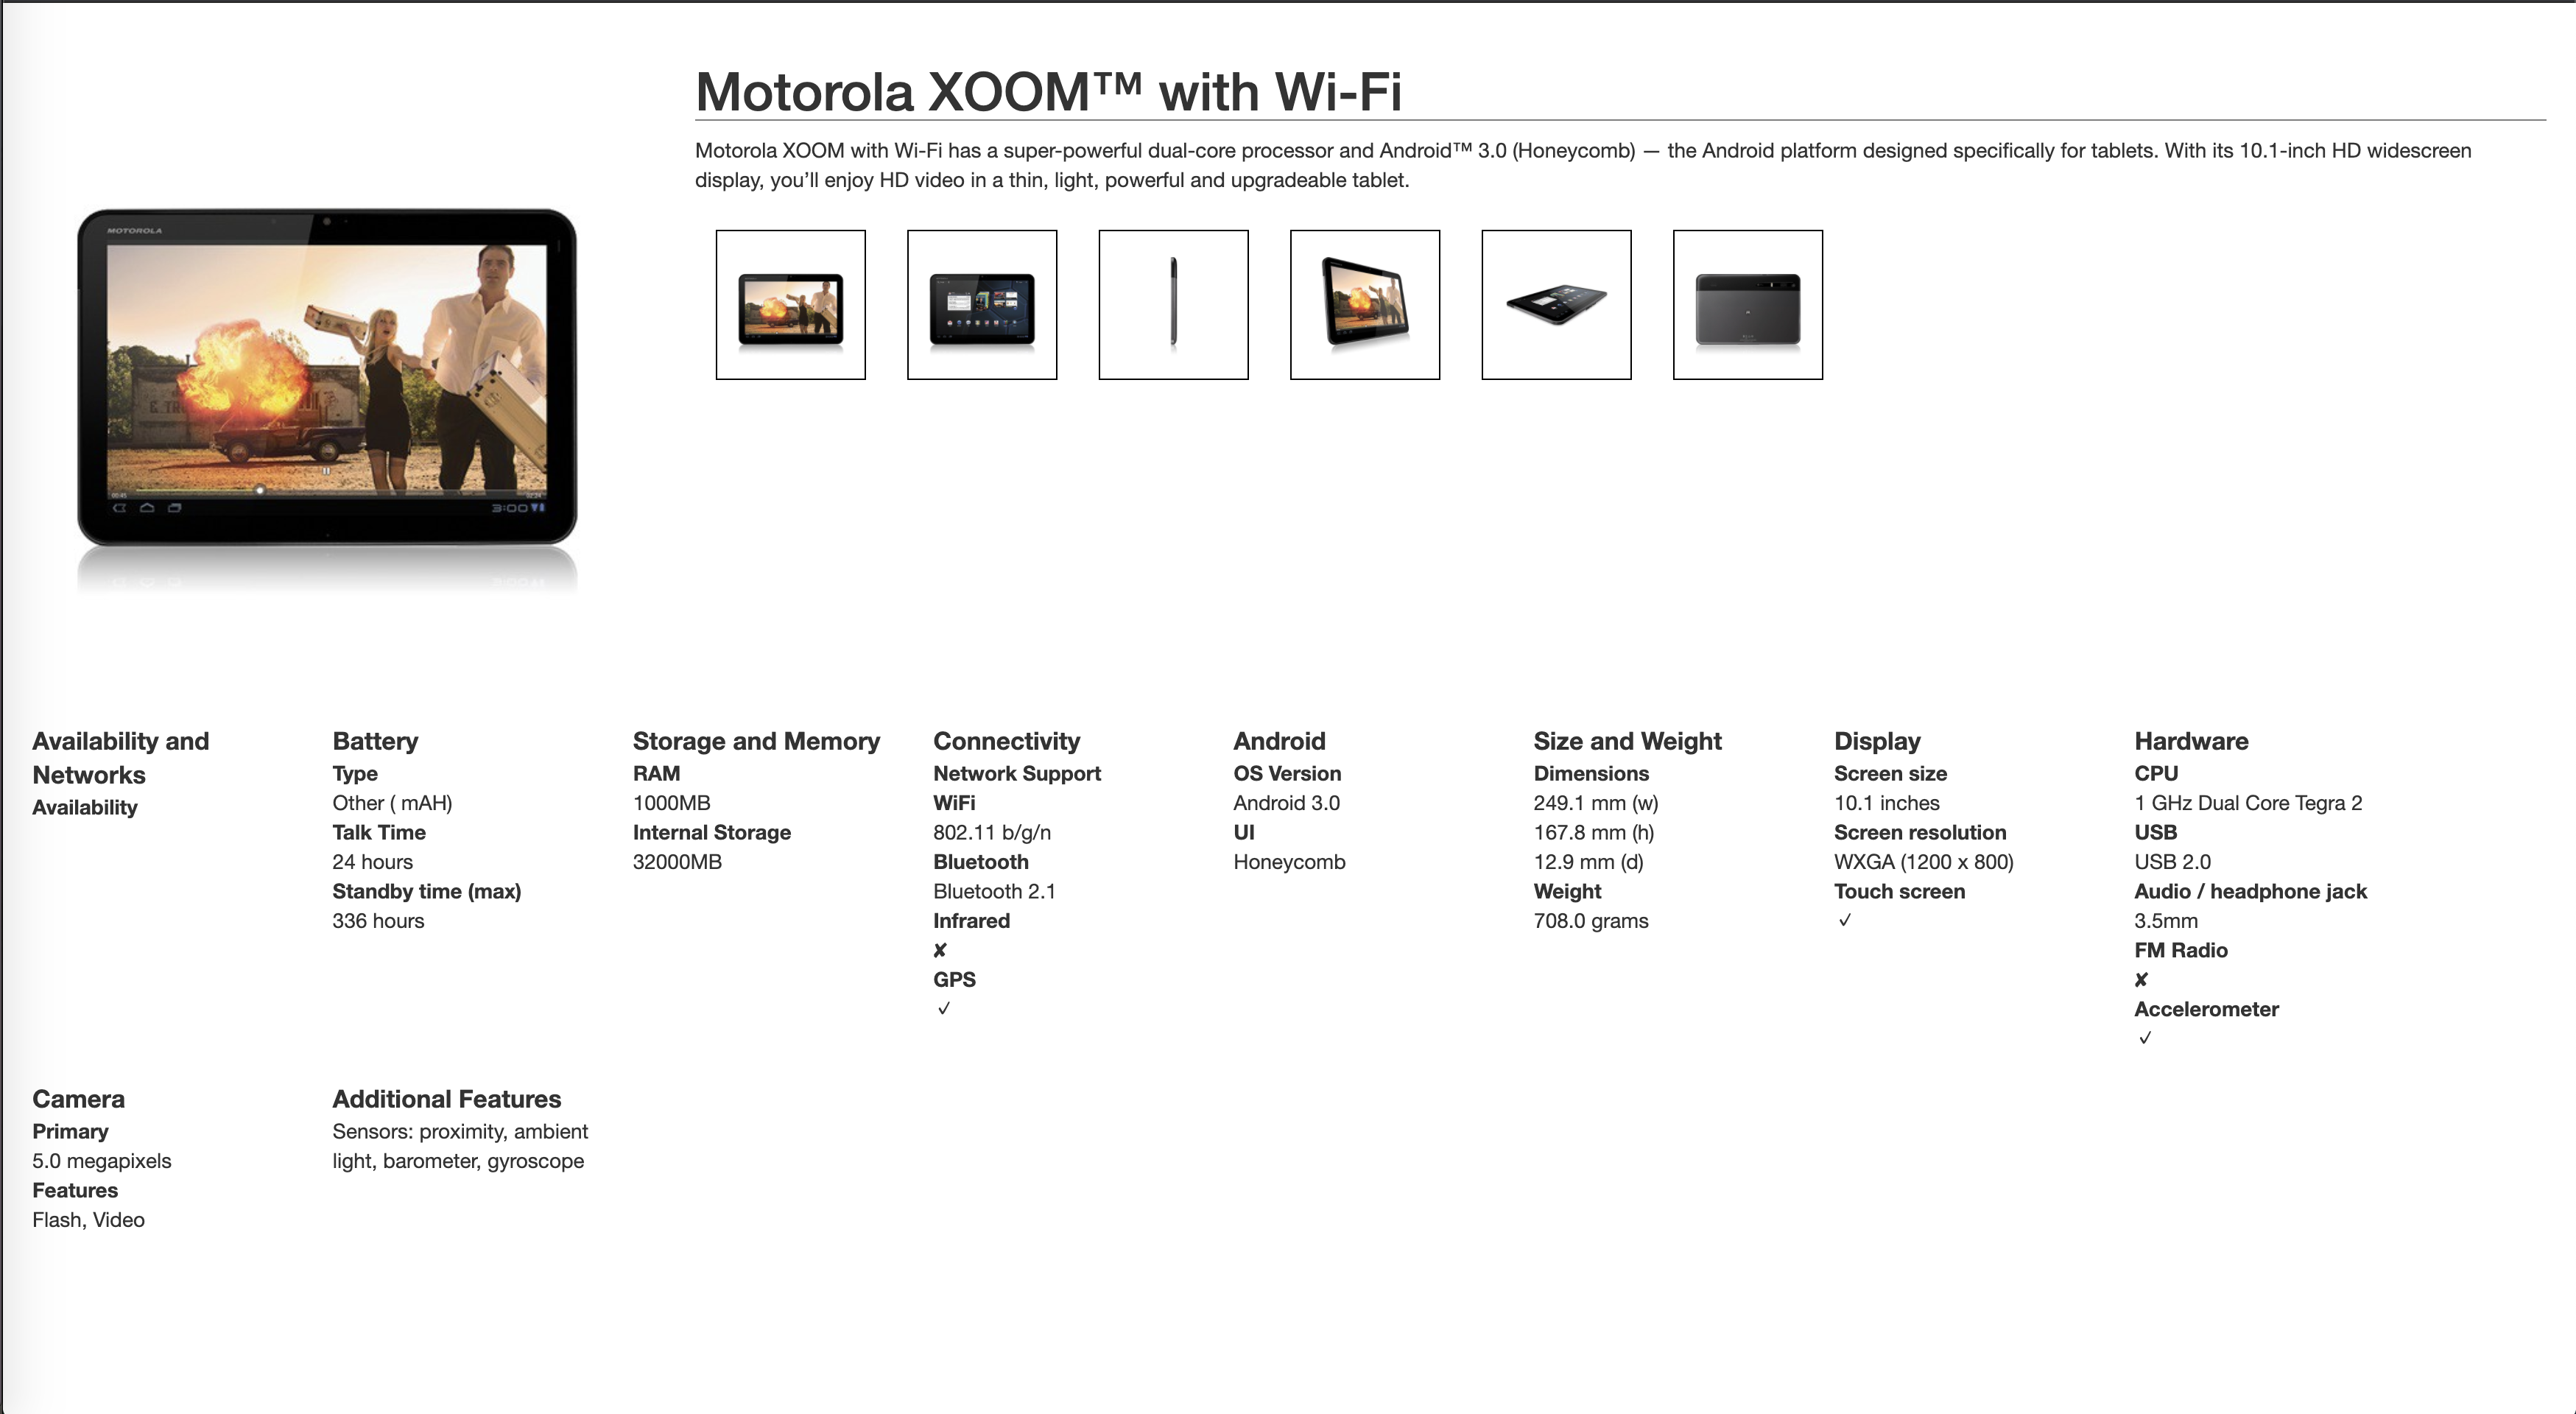 Motorola XOOM™ with Wi-Fi
Motorola XOOM with Wi-Fi has a super-powerful dual-core processor and Android™ 3.0 (Honeycomb) — the Android platform designed specifically for tablets. With its 10.1-inch HD widescreen
display, you’ll enjoy HD video in a thin, light, powerful and upgradeable tablet.
MOTOROLA
00:45
02:24
3:00
Availability and
Networks
Availability
Battery
Type
Other ( mAH)
Talk Time
24 hours
Standby time (max)
336 hours
Storage and Memory
RAM
1000MB
Internal Storage
32000MB
Connectivity
Network Support
WiFi
802.11 b/g/n
Bluetooth
Bluetooth 2.1
Infrared
✘
GPS
✓
Android
OS Version
Android 3.0
UI
Honeycomb
Size and Weight
Dimensions
249.1 mm (w)
167.8 mm (h)
12.9 mm (d)
Weight
708.0 grams
Display
Screen size
10.1 inches
Screen resolution
WXGA (1200 x 800)
Touch screen
✓
Hardware
CPU
1 GHz Dual Core Tegra 2
USB
USB 2.0
Audio / headphone jack
3.5mm
FM Radio
✘
Accelerometer
✓
Camera
Primary
5.0 megapixels
Features
Flash, Video
Additional Features
Sensors: proximity, ambient
light, barometer, gyroscope